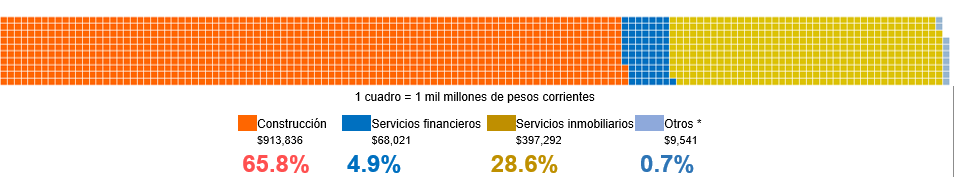 1 cuadro = 1 mil millones de pesos corrientes
Construcción Servicios financieros Servicios inmobiliarios Otros *
$913,836 $68,021 $397,292 $9,541
65.8% 4.9% 28.6% 0.7%